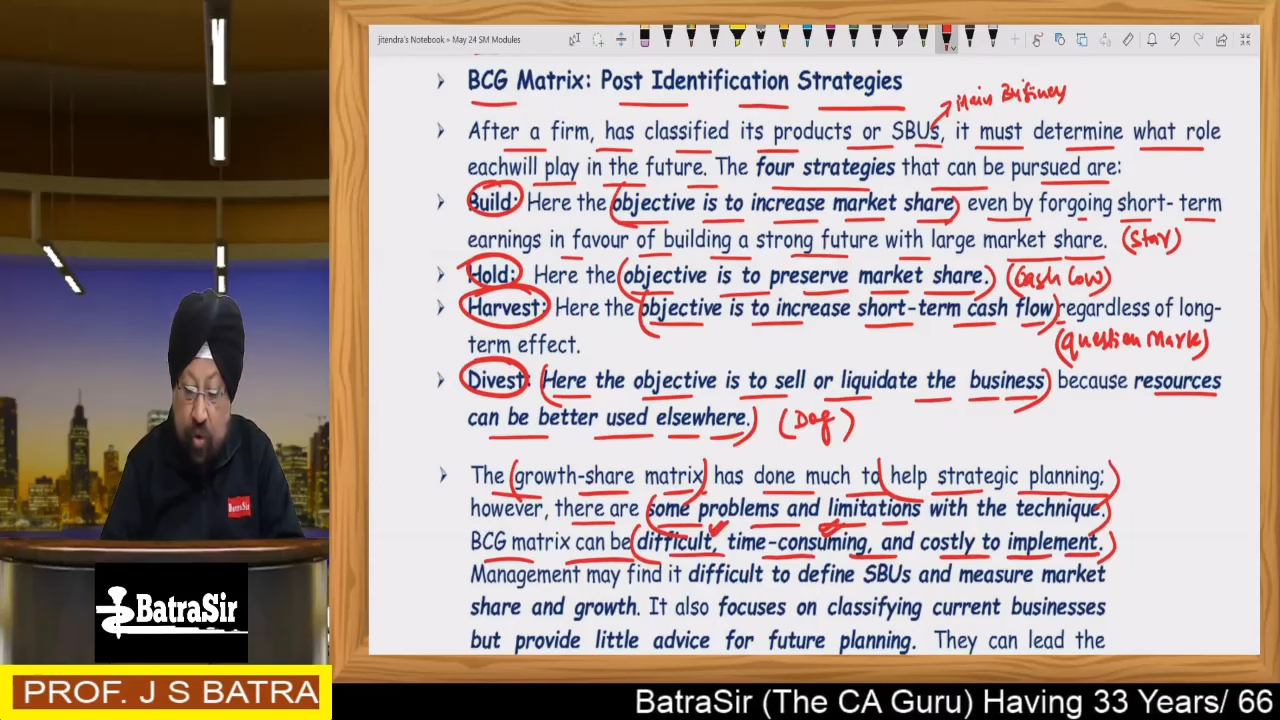 jitendra's Notebook » May 24 SM Modules
BCG Matrix: Post Identification Strategies
Main Business
After a firm, has classified its products or SBUs, it must determine what role
eachwill play in the future. The four strategies that can be pursued are:
Build: Here the objective is to increase market share) even by forgoing short- term
earnings in favour of building a strong future with large market share. (Star)
Hold: Here the (objective is to preserve market share.) (Cash Cow)
Harvest: Here the (objective is to increase short-term cash flow) regardless of long-
term effect. (Question Mark)
Divest: (Here the objective is to sell or liquidate the business) because resources
can be better used elsewhere.) (Dog)
The (growth-share matrix) has done much to (help strategic planning;)
however, there are (some problems and limitations with the technique.)
BCG matrix can be (difficult, time-consuming, and costly to implement.)
Management may find it difficult to define SBUs and measure market
share and growth. It also focuses on classifying current businesses
but provide little advice for future planning. They can lead the
BatraSir
BatraSir
PROF. J S BATRA
BatraSir (The CA Guru) Having 33 Years/ 66